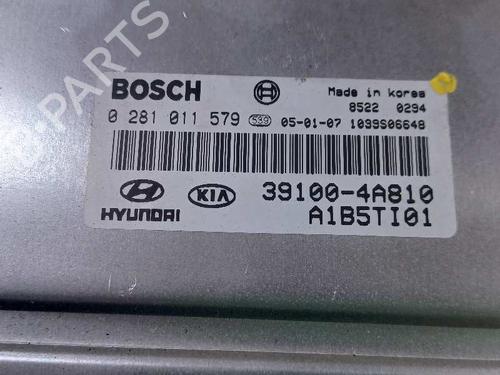 B-PARTS
BOSCH
Made in korea
8522 0294
0 281 011 579 539 05-01-07 1039S06648
HYUNDAI
KIA
39100-4A810
A1B5TI01